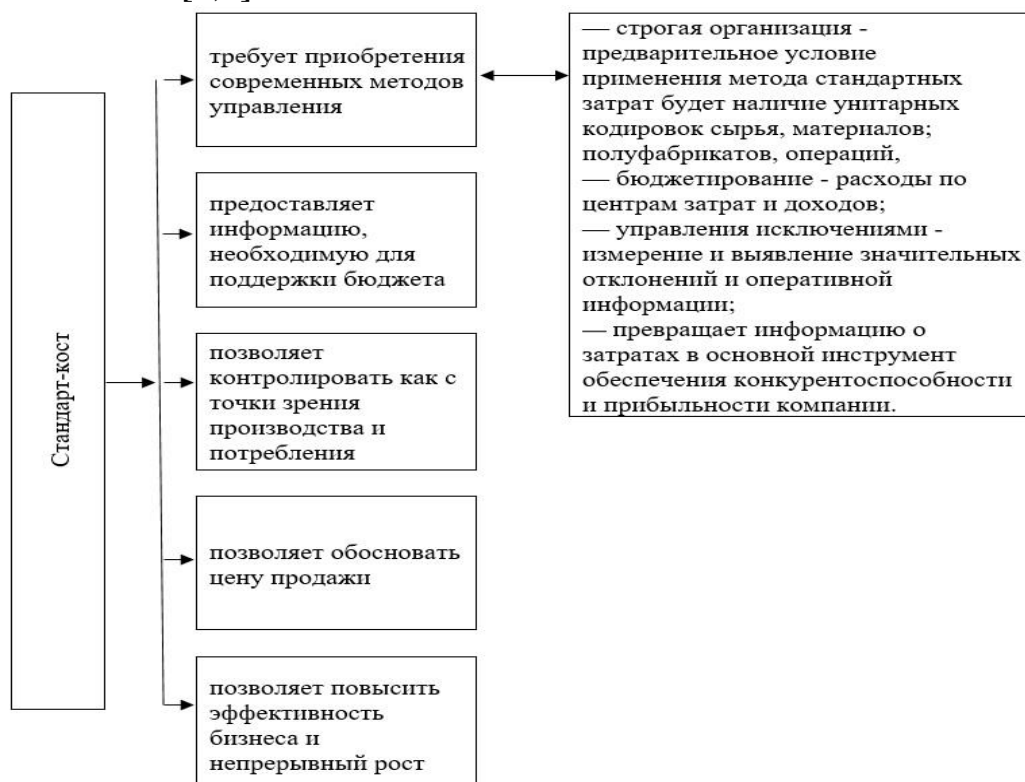 Стандарт-кост
требует приобретения
современных методов
управления
предоставляет
информацию,
необходимую для
поддержки бюджета
позволяет
контролировать как с
точки зрения
производства и
потребления
позволяет обосновать
цену продажи
позволяет повысить
эффективность
бизнеса и
непрерывный рост
— строгая организация -
предварительное условие
применения метода стандартных
затрат будет наличие унитарных
кодировок сырья, материалов;
полуфабрикатов, операций,
— бюджетирование - расходы по
центрам затрат и доходов;
— управления исключениями -
измерение и выявление значительных
отклонений и оперативной
информации;
— превращает информацию о
затратах в основной инструмент
обеспечения конкурентоспособности
и прибыльности компании.